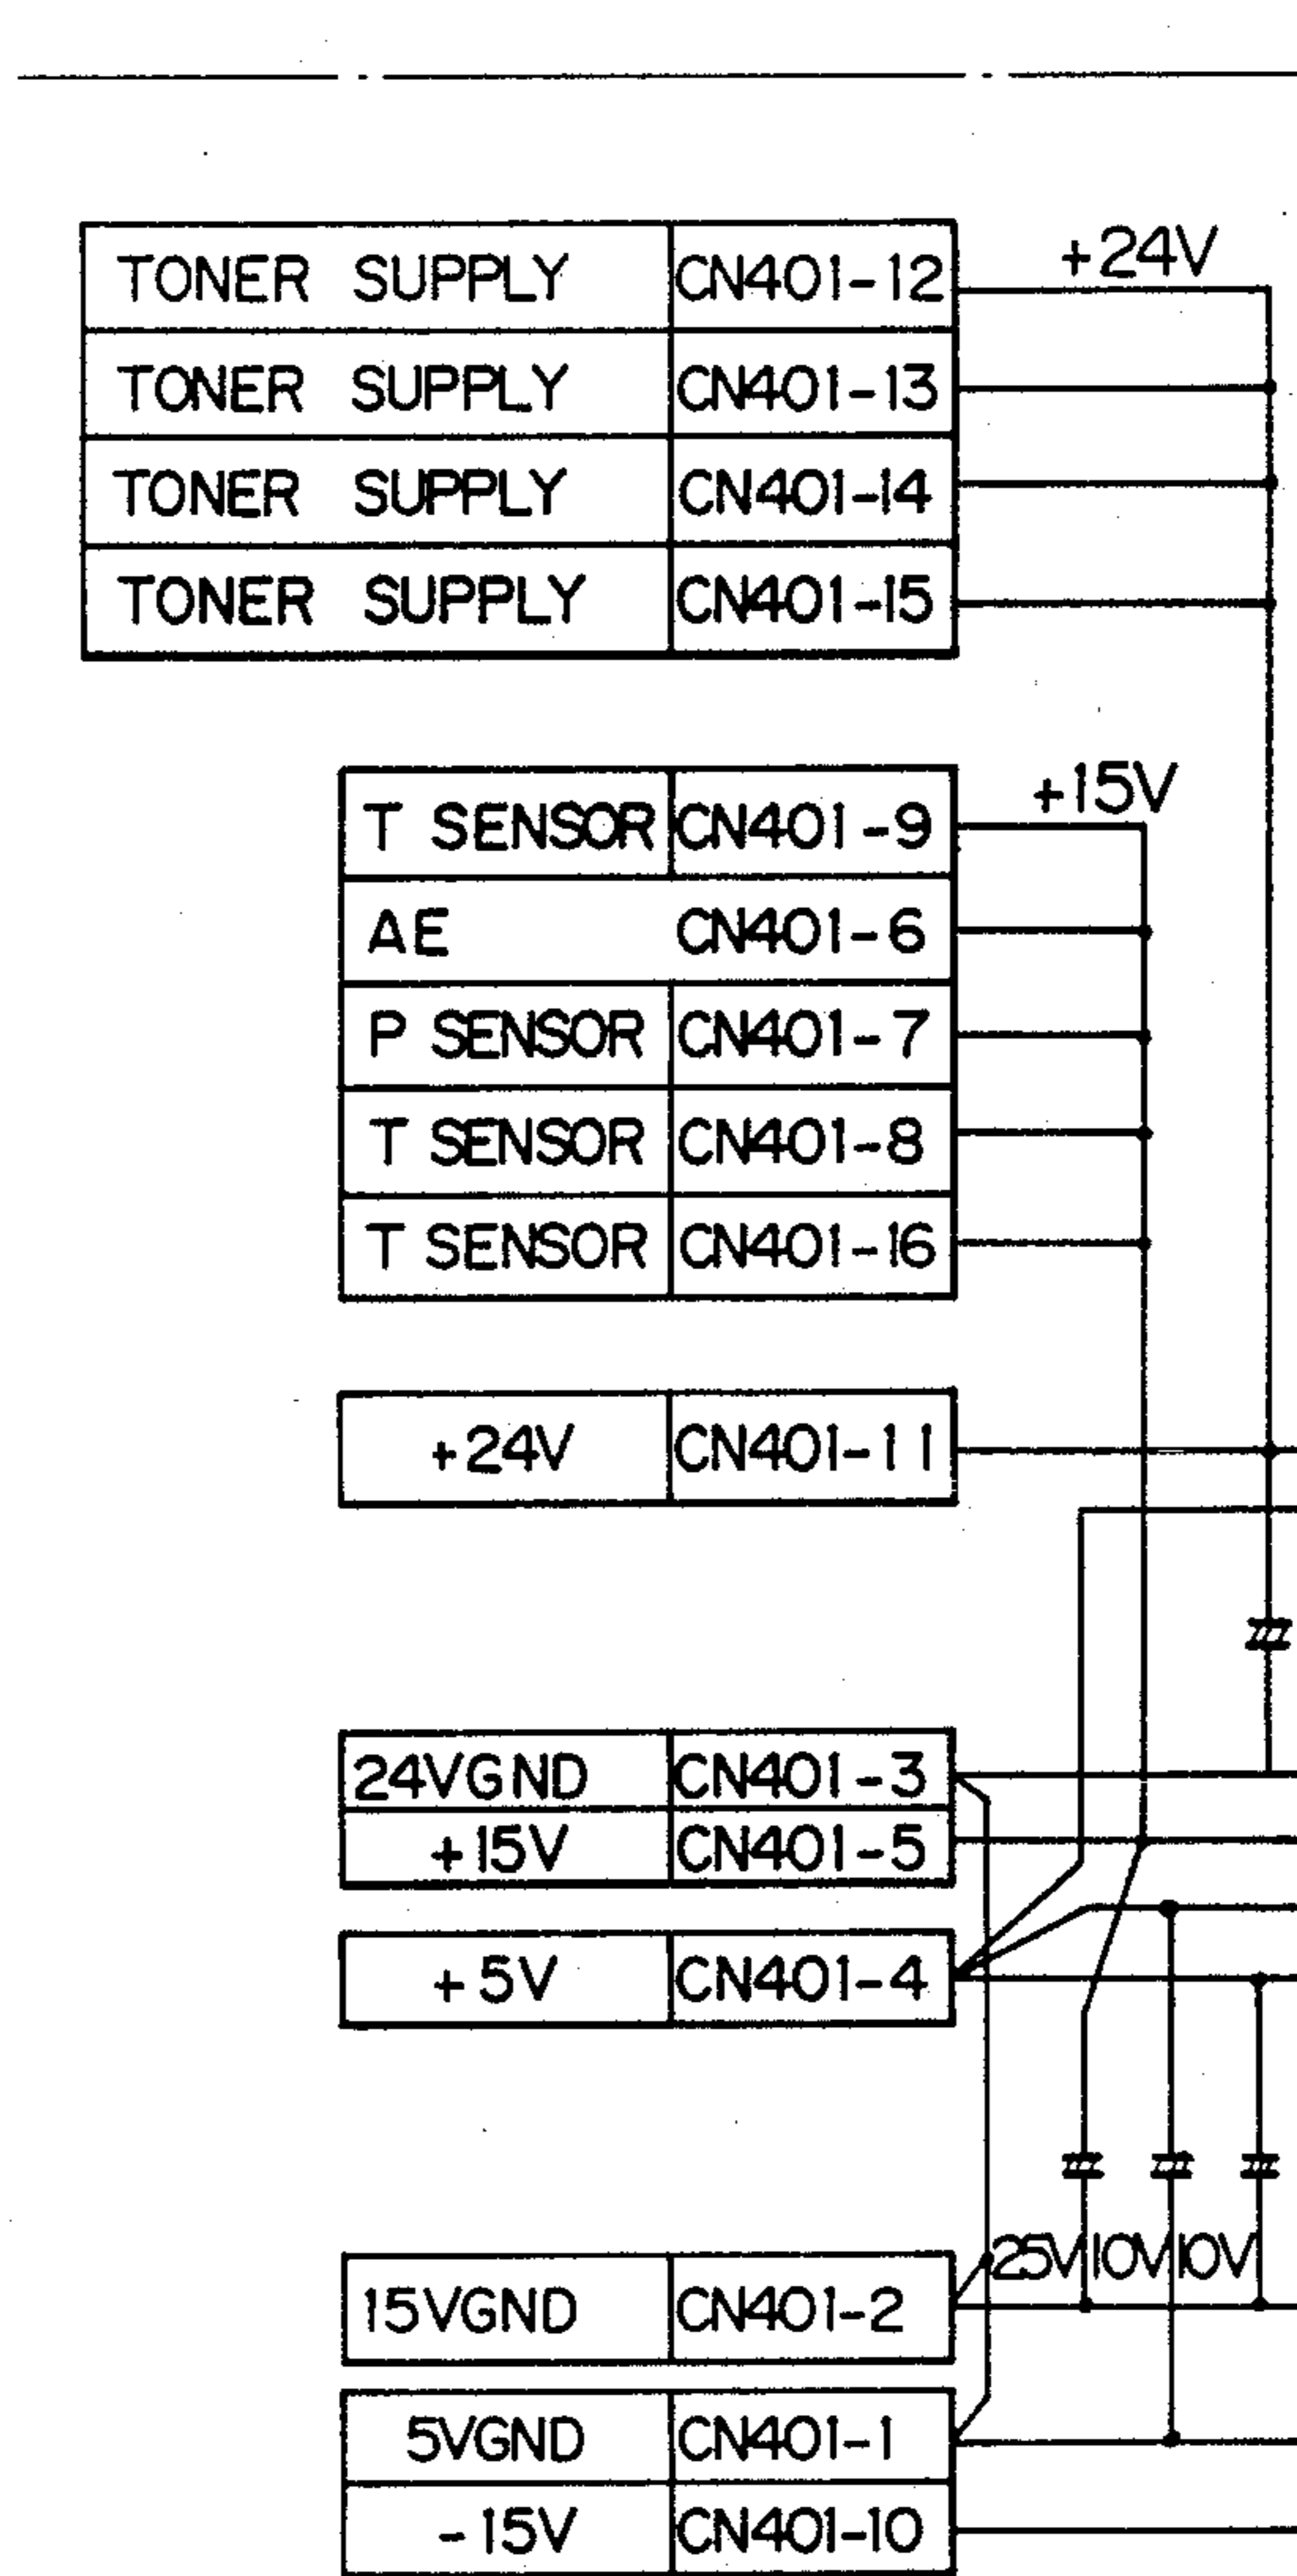 TONER SUPPLY CN401-12 +24V
TONER SUPPLY CN401-13
TONER SUPPLY CN401-14
TONER SUPPLY CN401-15
T SENSOR CN401-9 +15V
AE CN401-6
P SENSOR CN401-7
T SENSOR CN401-8
T SENSOR CN401-16
+24V CN401-11
24VGND CN401-3
+15V CN401-5
+5V CN401-4
25V 10V 10V
15VGND CN401-2
5VGND CN401-1
-15V CN401-10